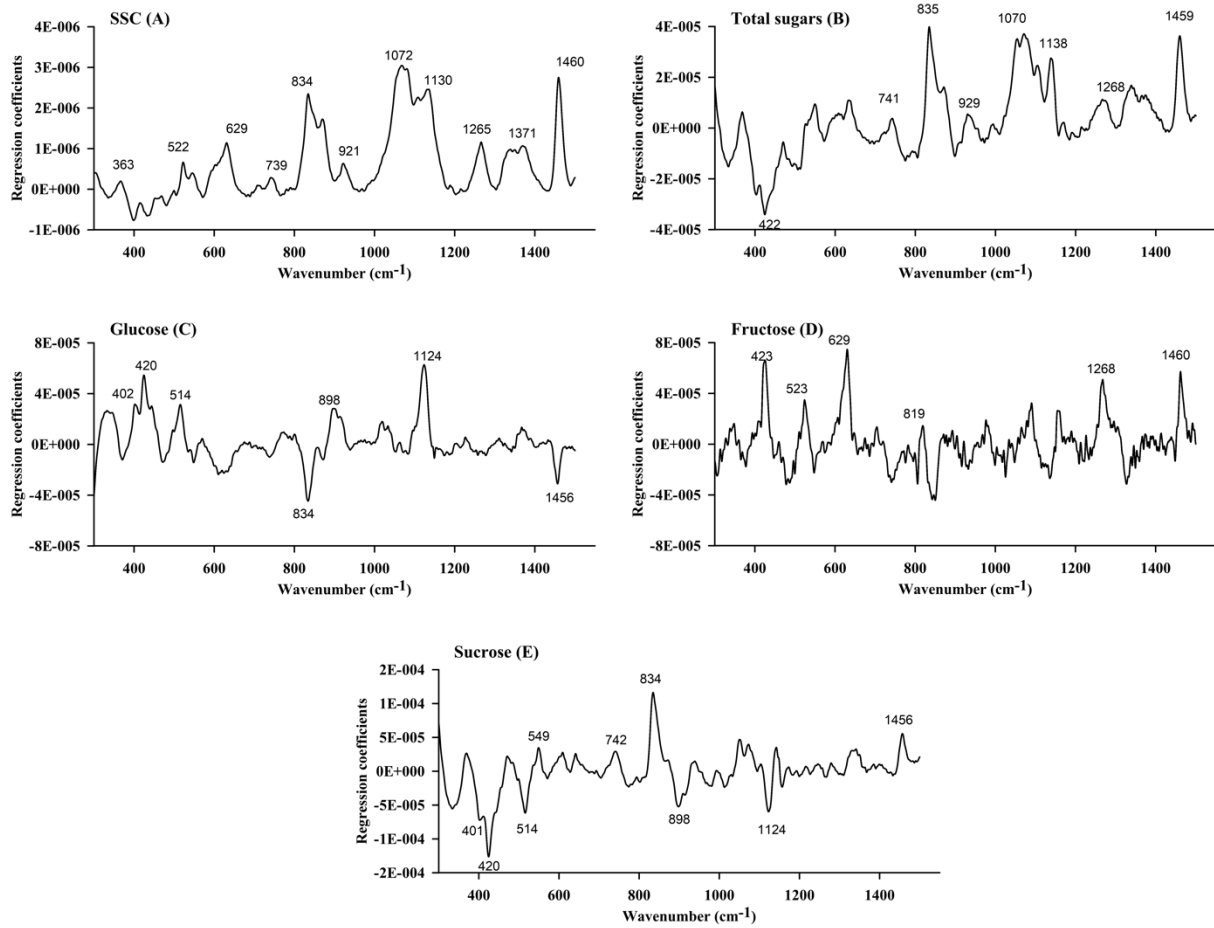 SSC (A)
4E-006
3E-006
2E-006
1E-006
0E+000
-1E-006
Regression coefficients
363
522
629
739
834
921
1072
1130
1265
1371
1460
400 600 800 1000 1200 1400
Wavenumber (cm-1)
Total sugars (B)
4E-005
2E-005
0E+000
-2E-005
-4E-005
Regression coefficients
422
741
835
929
1070
1138
1268
1459
400 600 800 1000 1200 1400
Wavenumber (cm-1)
Glucose (C)
8E-005
4E-005
0E+000
-4E-005
-8E-005
Regression coefficients
402
420
514
834
898
1124
1456
400 600 800 1000 1200 1400
Wavenumber (cm-1)
Fructose (D)
8E-005
4E-005
0E+000
-4E-005
-8E-005
Regression coefficients
423
523
629
819
1268
1460
400 600 800 1000 1200 1400
Wavenumber (cm-1)
Sucrose (E)
2E-004
1E-004
5E-005
0E+000
-5E-005
-1E-004
-2E-004
Regression coefficients
401
420
514
549
742
834
898
1124
1456
400 600 800 1000 1200 1400
Wavenumber (cm-1)